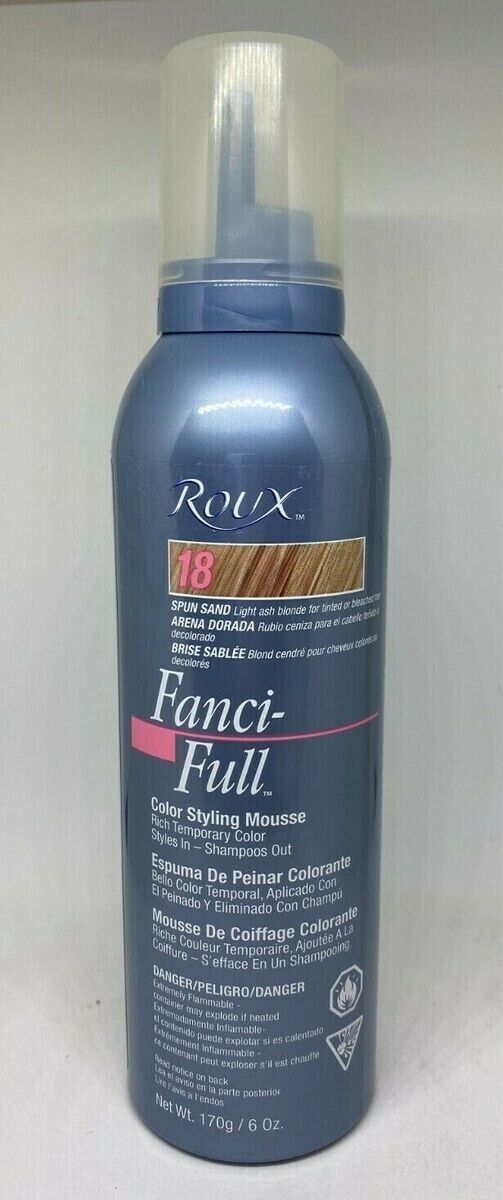 ROUX™
18
SPUN SAND Light ash blonde for tinted or bleached
ARENA DORADA Rubio ceniza para el cabello teñido o
decolorado
BRISE SABLÉE Blond cendré pour cheveux colorés ou
decolorés
Fanci-
Full™
Color Styling Mousse
Rich Temporary Color
Styles In – Shampoos Out
Espuma De Peinar Colorante
Bello Color Temporal, Aplicado Con
El Peinado Y Eliminado Con Champú
Mousse De Coiffage Colorante
Riche Couleur Temporaire, Ajoutée A La
Coiffure – S'efface En Un Shampooing
DANGER/PELIGRO/DANGER
Extremely Flammable -
container may explode if heated
Extremadamente Inflamable-
el contenido puede explotar si es calentado
Extrêmement Inflammable -
ce contenant peut exploser s'il est chauffé
Read notice on back
Lea el aviso en la parte posterior
Lire l'avis a l'endos
Net Wt. 170g / 6 Oz.